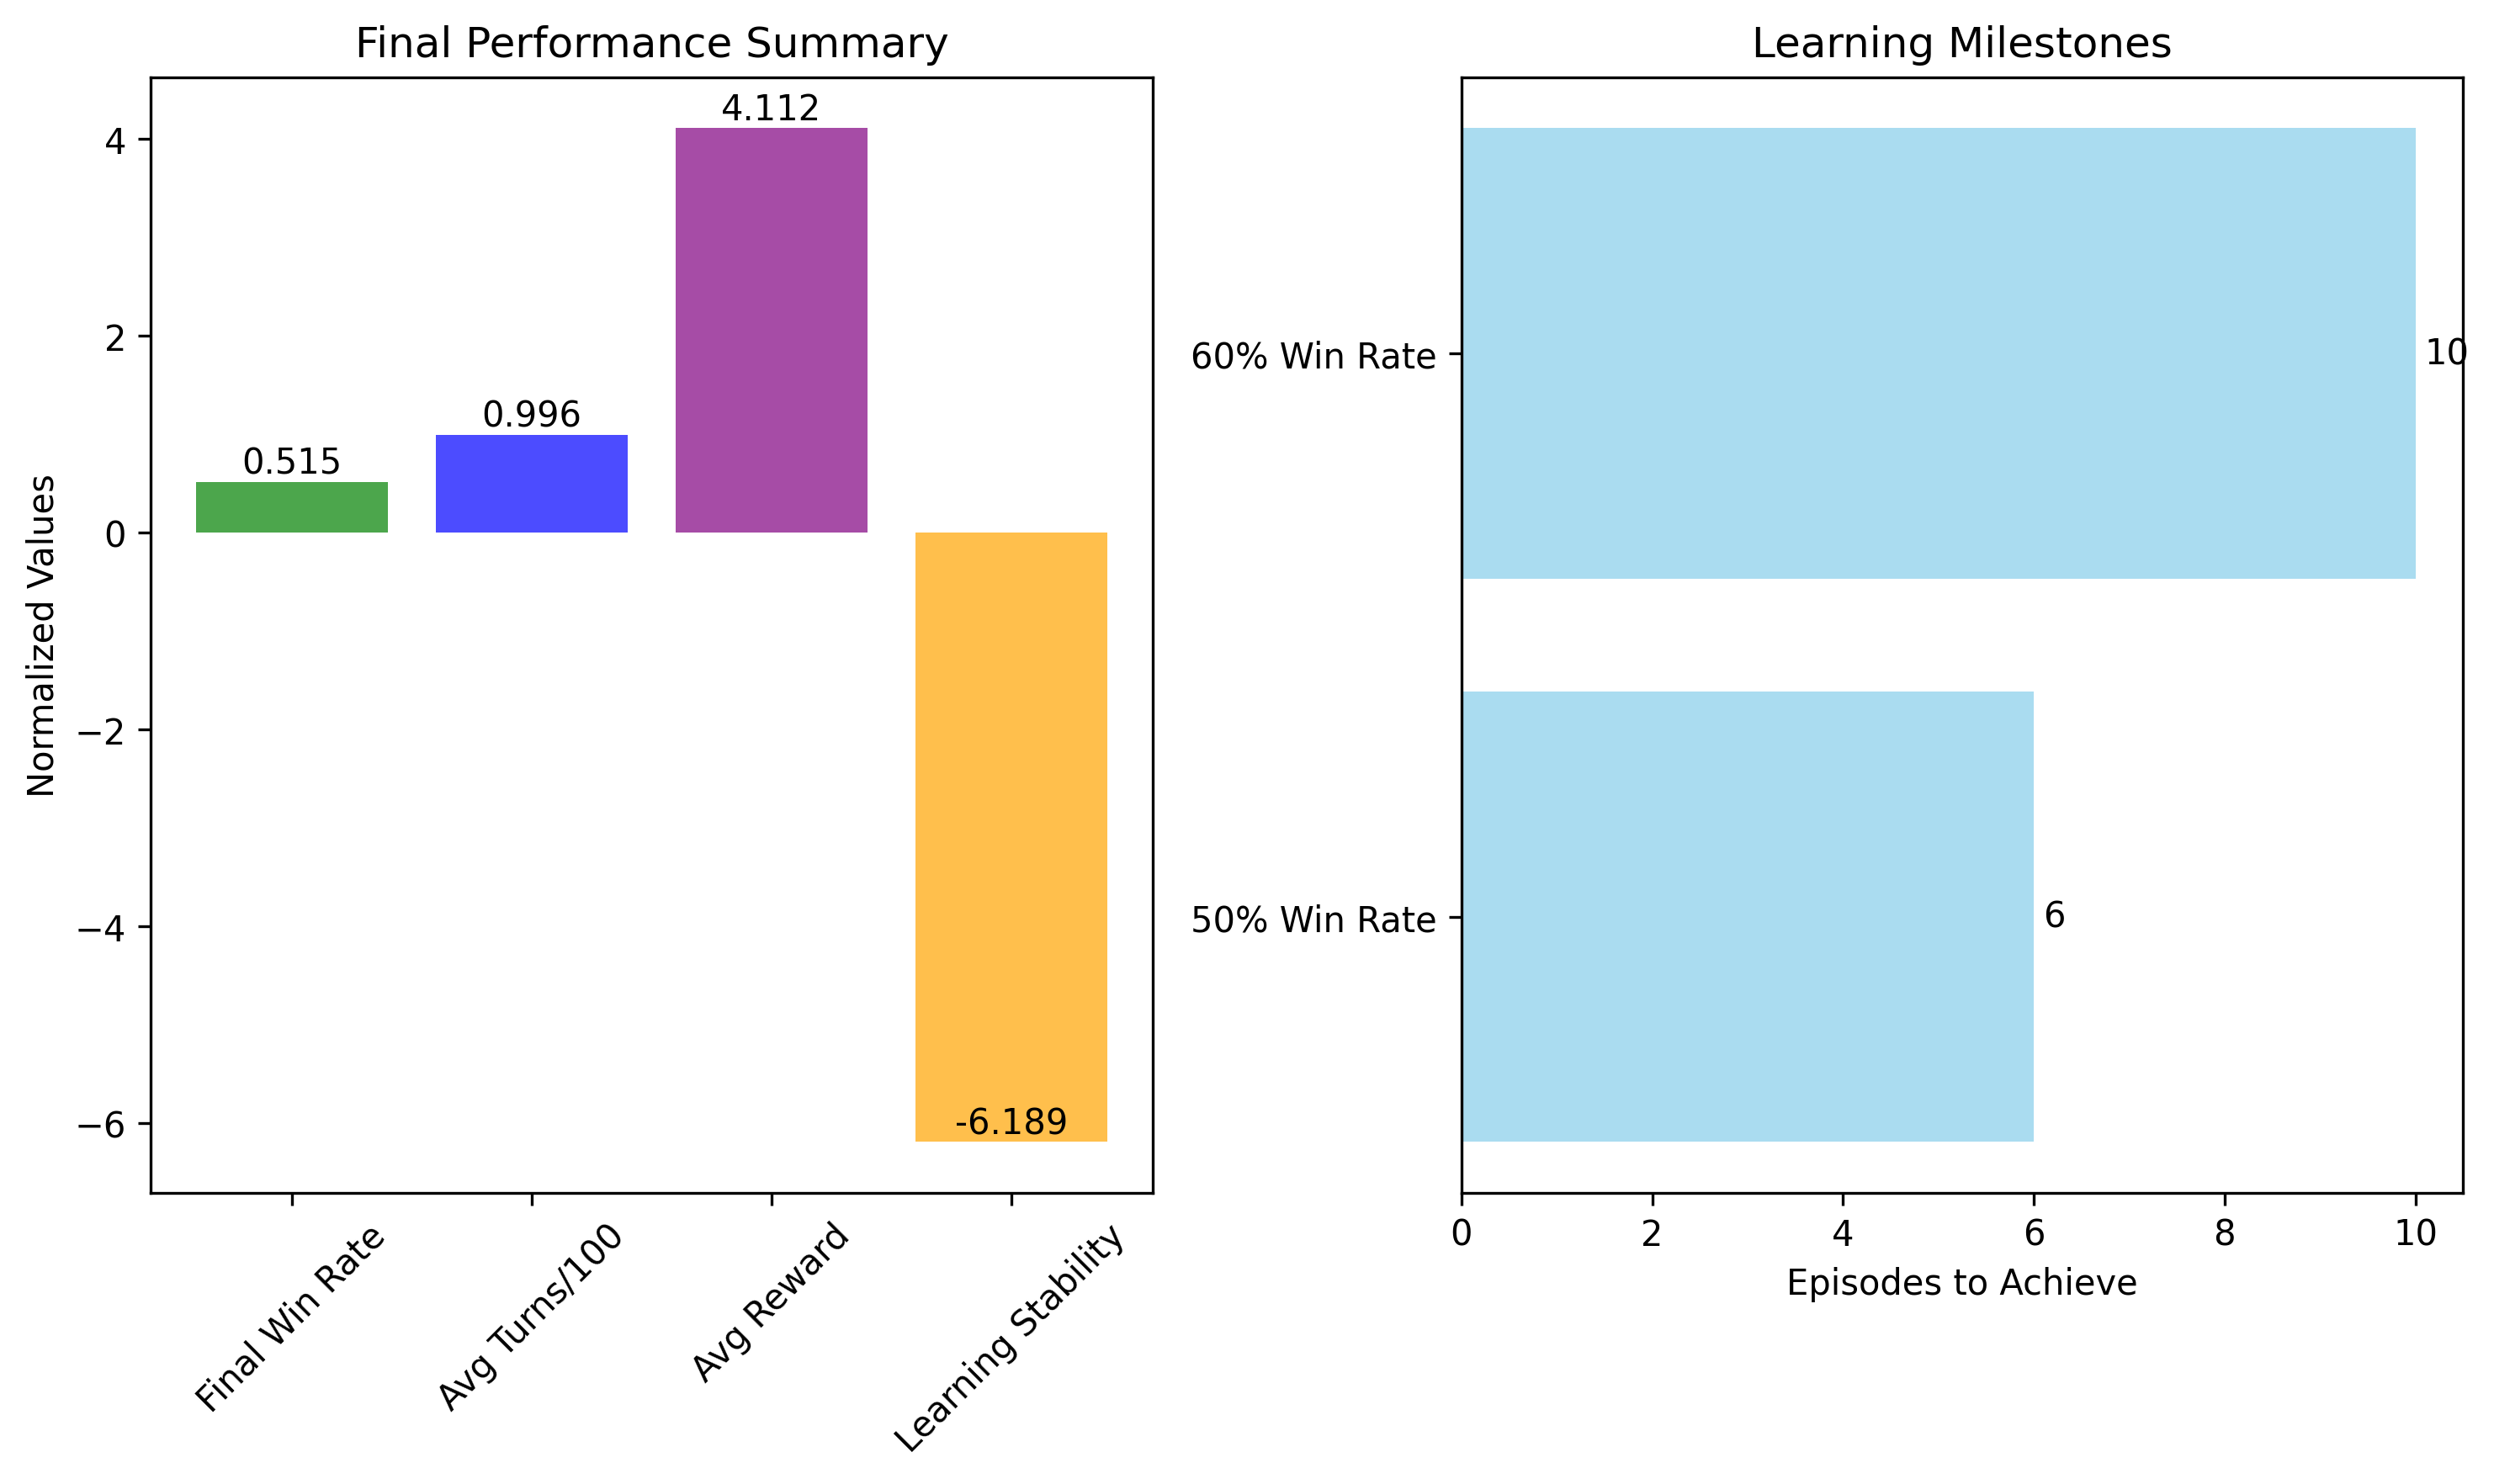 Final Performance Summary
Normalized Values
4
2
0
−2
−4
−6
0.515
0.996
4.112
-6.189
Final Win Rate
Avg Turns/100
Avg Reward
Learning Stability
Learning Milestones
60% Win Rate
50% Win Rate
10
6
0 2 4 6 8 10
Episodes to Achieve